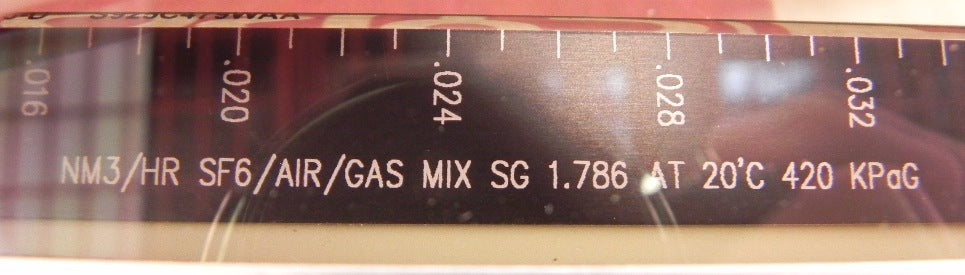 .016 .020 .024 .028 .032
NM3/HR SF6/AIR/GAS MIX SG 1.786 AT 20°C 420 KPaG